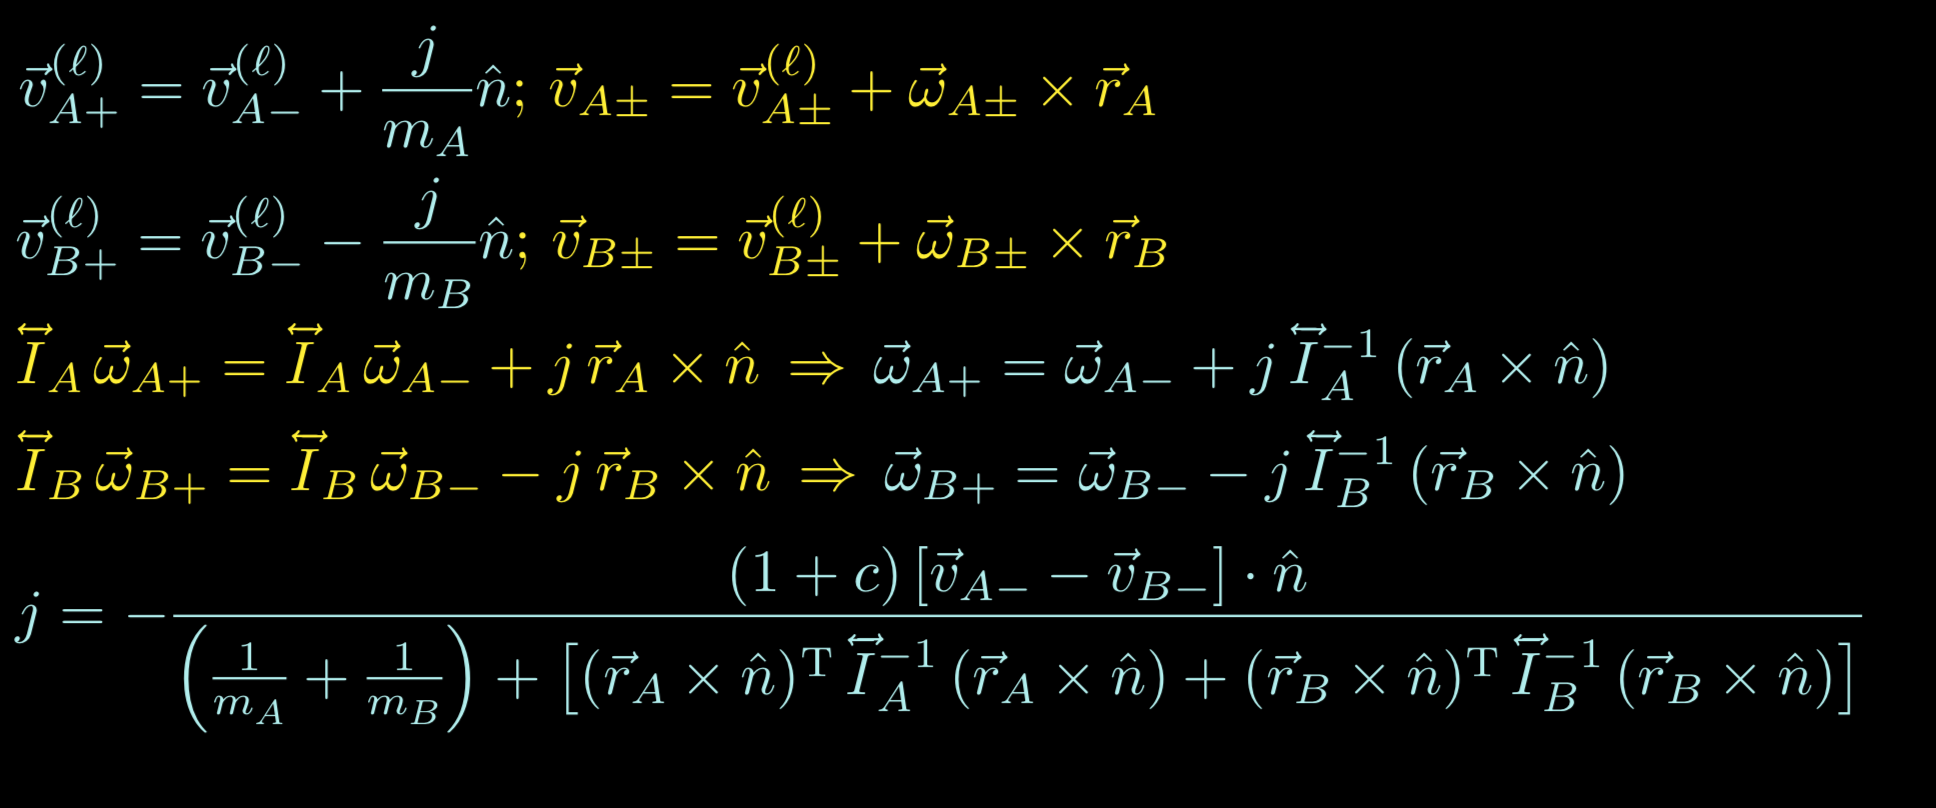 $\vec{v}_{A+}^{(\ell)} = \vec{v}_{A-}^{(\ell)} + \dfrac{j}{m_A}\hat{n};\ \vec{v}_{A\pm} = \vec{v}_{A\pm}^{(\ell)} + \vec{\omega}_{A\pm} \times \vec{r}_A$
$\vec{v}_{B+}^{(\ell)} = \vec{v}_{B-}^{(\ell)} - \dfrac{j}{m_B}\hat{n};\ \vec{v}_{B\pm} = \vec{v}_{B\pm}^{(\ell)} + \vec{\omega}_{B\pm} \times \vec{r}_B$
$\overleftrightarrow{I}_A\,\vec{\omega}_{A+} = \overleftrightarrow{I}_A\,\vec{\omega}_{A-} + j\,\vec{r}_A \times \hat{n} \Rightarrow \vec{\omega}_{A+} = \vec{\omega}_{A-} + j\,\overleftrightarrow{I}_A^{-1}(\vec{r}_A \times \hat{n})$
$\overleftrightarrow{I}_B\,\vec{\omega}_{B+} = \overleftrightarrow{I}_B\,\vec{\omega}_{B-} - j\,\vec{r}_B \times \hat{n} \Rightarrow \vec{\omega}_{B+} = \vec{\omega}_{B-} - j\,\overleftrightarrow{I}_B^{-1}(\vec{r}_B \times \hat{n})$
$j = -\dfrac{(1+c)\left[\vec{v}_{A-} - \vec{v}_{B-}\right]\cdot\hat{n}}{\left(\frac{1}{m_A} + \frac{1}{m_B}\right) + \left[(\vec{r}_A \times \hat{n})^{\mathrm{T}}\,\overleftrightarrow{I}_A^{-1}(\vec{r}_A \times \hat{n}) + (\vec{r}_B \times \hat{n})^{\mathrm{T}}\,\overleftrightarrow{I}_B^{-1}(\vec{r}_B \times \hat{n})\right]}$